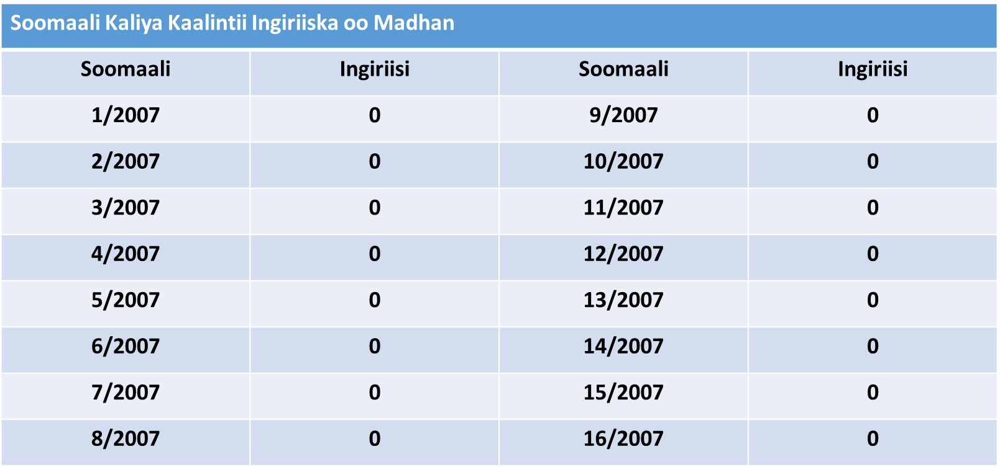 Soomaali Kaliya Kaalintii Ingiriiska oo Madhan
Soomaali Ingiriisi Soomaali Ingiriisi
1/2007 0 9/2007 0
2/2007 0 10/2007 0
3/2007 0 11/2007 0
4/2007 0 12/2007 0
5/2007 0 13/2007 0
6/2007 0 14/2007 0
7/2007 0 15/2007 0
8/2007 0 16/2007 0